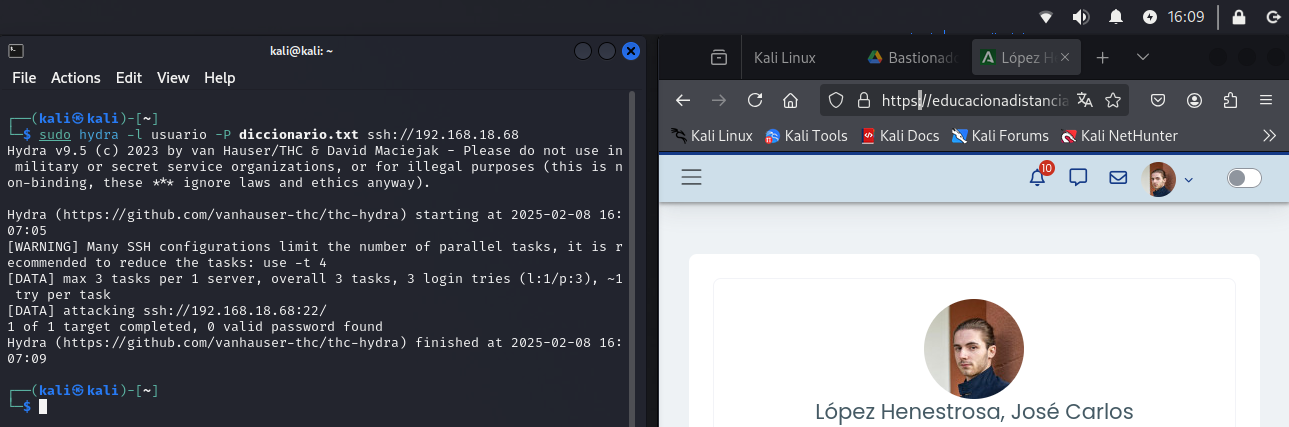 16:09
kali@kali: ~
File Actions Edit View Help
┌──(kali㉿kali)-[~]
└─$ sudo hydra -l usuario -P diccionario.txt ssh://192.168.18.68
Hydra v9.5 (c) 2023 by van Hauser/THC & David Maciejak - Please do not use in
military or secret service organizations, or for illegal purposes (this is n
on-binding, these *** ignore laws and ethics anyway).
Hydra (https://github.com/vanhauser-thc/thc-hydra) starting at 2025-02-08 16:
07:05
[WARNING] Many SSH configurations limit the number of parallel tasks, it is r
ecommended to reduce the tasks: use -t 4
[DATA] max 3 tasks per 1 server, overall 3 tasks, 3 login tries (l:1/p:3), ~1
try per task
[DATA] attacking ssh://192.168.18.68:22/
1 of 1 target completed, 0 valid password found
Hydra (https://github.com/vanhauser-thc/thc-hydra) finished at 2025-02-08 16:
07:09
┌──(kali㉿kali)-[~]
└─$
Kali Linux Bastionado López He
https://educacionadistancia
Kali Linux Kali Tools Kali Docs Kali Forums Kali NetHunter
10
López Henestrosa, José Carlos